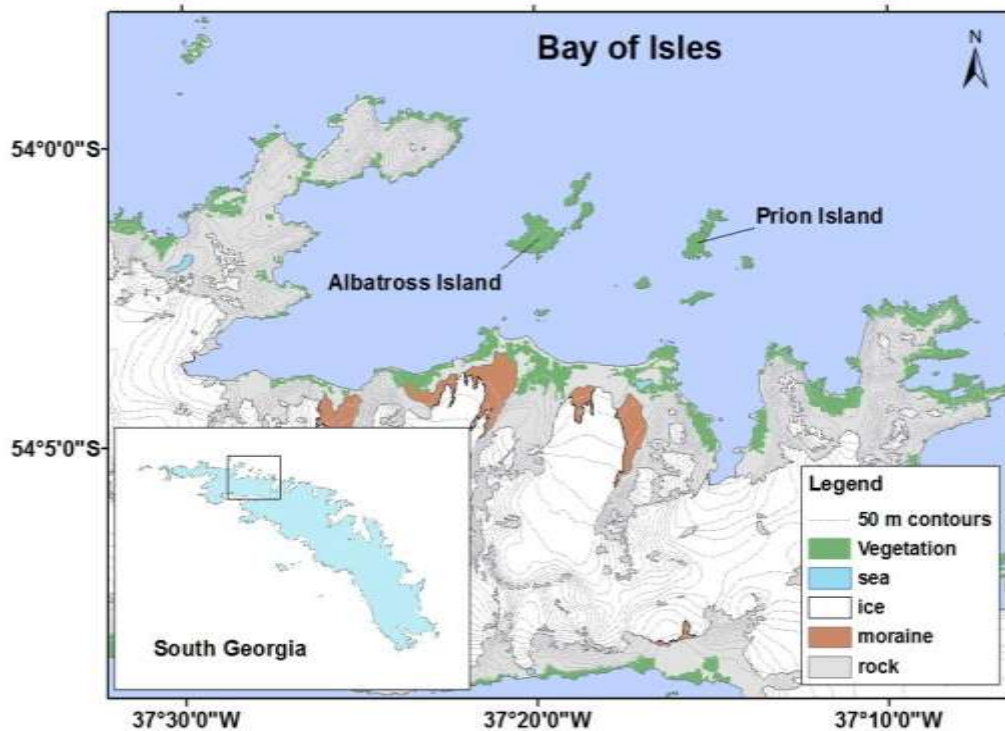 Bay of Isles
N
54°0'0"S
Prion Island
Albatross Island
54°5'0"S
Legend
50 m contours
Vegetation
sea
ice
moraine
rock
South Georgia
37°30'0"W
37°20'0"W
37°10'0"W